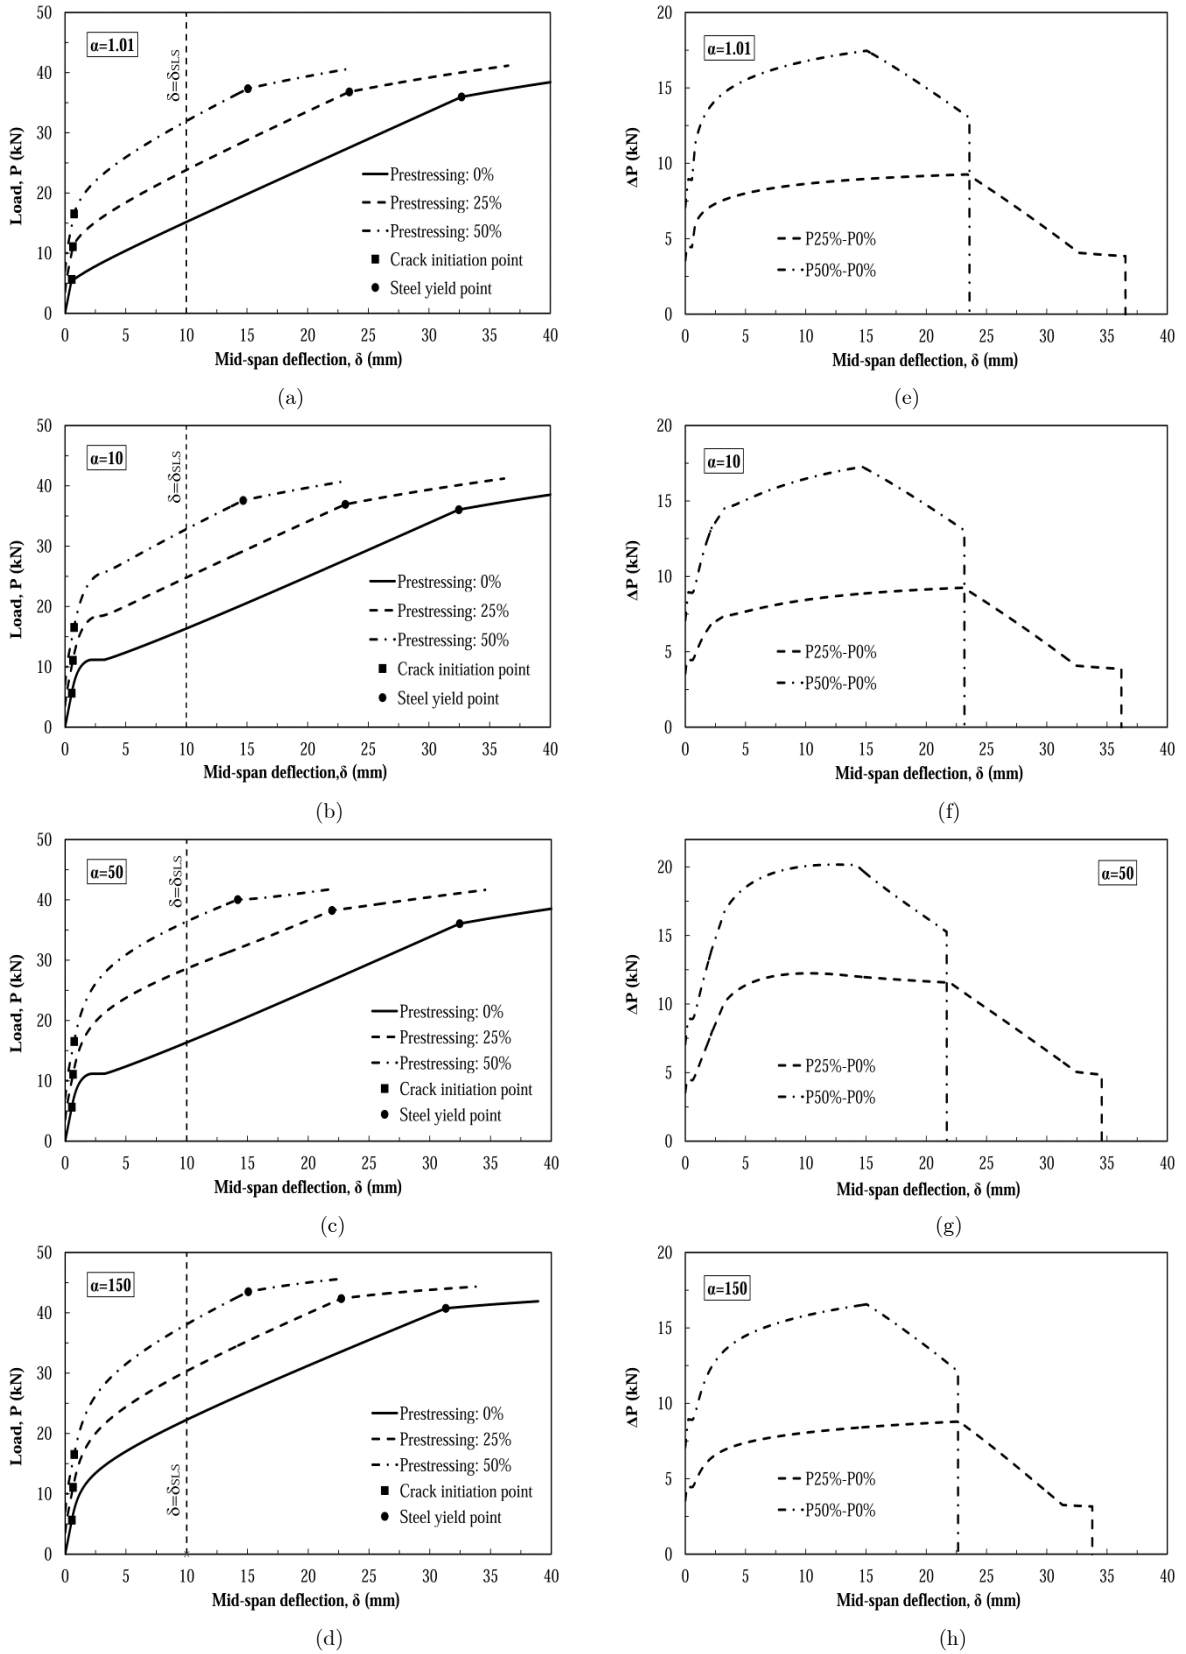 50
40
30
20
10
0
Load, P (kN)
α=1.01
δ=δSLS
Prestressing: 0%
Prestressing: 25%
Prestressing: 50%
Crack initiation point
Steel yield point
0 5 10 15 20 25 30 35 40
Mid-span deflection, δ (mm)
(a)
20
15
10
5
0
ΔP (kN)
α=1.01
P25%-P0%
P50%-P0%
0 5 10 15 20 25 30 35 40
Mid-span deflection, δ (mm)
(e)
50
40
30
20
10
0
Load, P (kN)
α=10
δ=δSLS
Prestressing: 0%
Prestressing: 25%
Prestressing: 50%
Crack initiation point
Steel yield point
0 5 10 15 20 25 30 35 40
Mid-span deflection,δ (mm)
(b)
20
15
10
5
0
ΔP (kN)
α=10
P25%-P0%
P50%-P0%
0 5 10 15 20 25 30 35 40
Mid-span deflection, δ (mm)
(f)
50
40
30
20
10
0
Load, P (kN)
α=50
δ=δSLS
Prestressing: 0%
Prestressing: 25%
Prestressing: 50%
Crack initiation point
Steel yield point
0 5 10 15 20 25 30 35 40
Mid-span deflection, δ (mm)
(c)
20
15
10
5
0
ΔP (kN)
α=50
P25%-P0%
P50%-P0%
0 5 10 15 20 25 30 35 40
Mid-span deflection, δ (mm)
(g)
50
40
30
20
10
0
Load, P (kN)
α=150
δ=δSLS
Prestressing: 0%
Prestressing: 25%
Prestressing: 50%
Crack initiation point
Steel yield point
0 5 10 15 20 25 30 35 40
Mid-span deflection, δ (mm)
(d)
20
15
10
5
0
ΔP (kN)
α=150
P25%-P0%
P50%-P0%
0 5 10 15 20 25 30 35 40
Mid-span deflection, δ (mm)
(h)